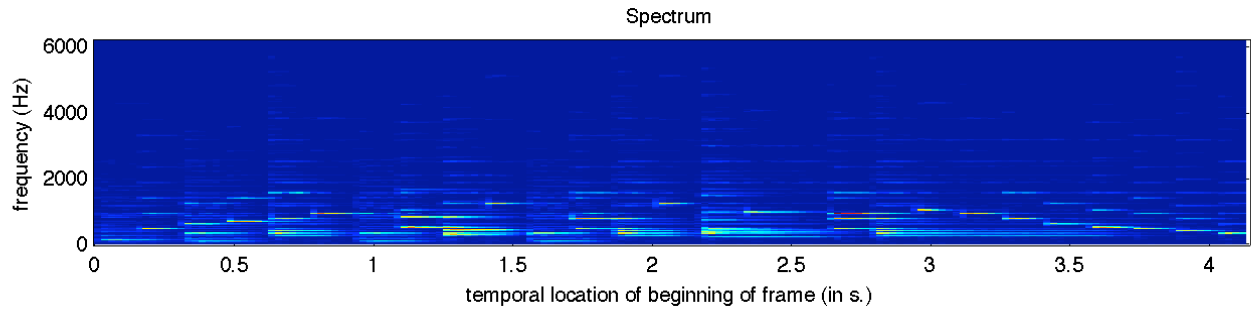 Spectrum
frequency (Hz)
6000
4000
2000
0
0 0.5 1 1.5 2 2.5 3 3.5 4
temporal location of beginning of frame (in s.)